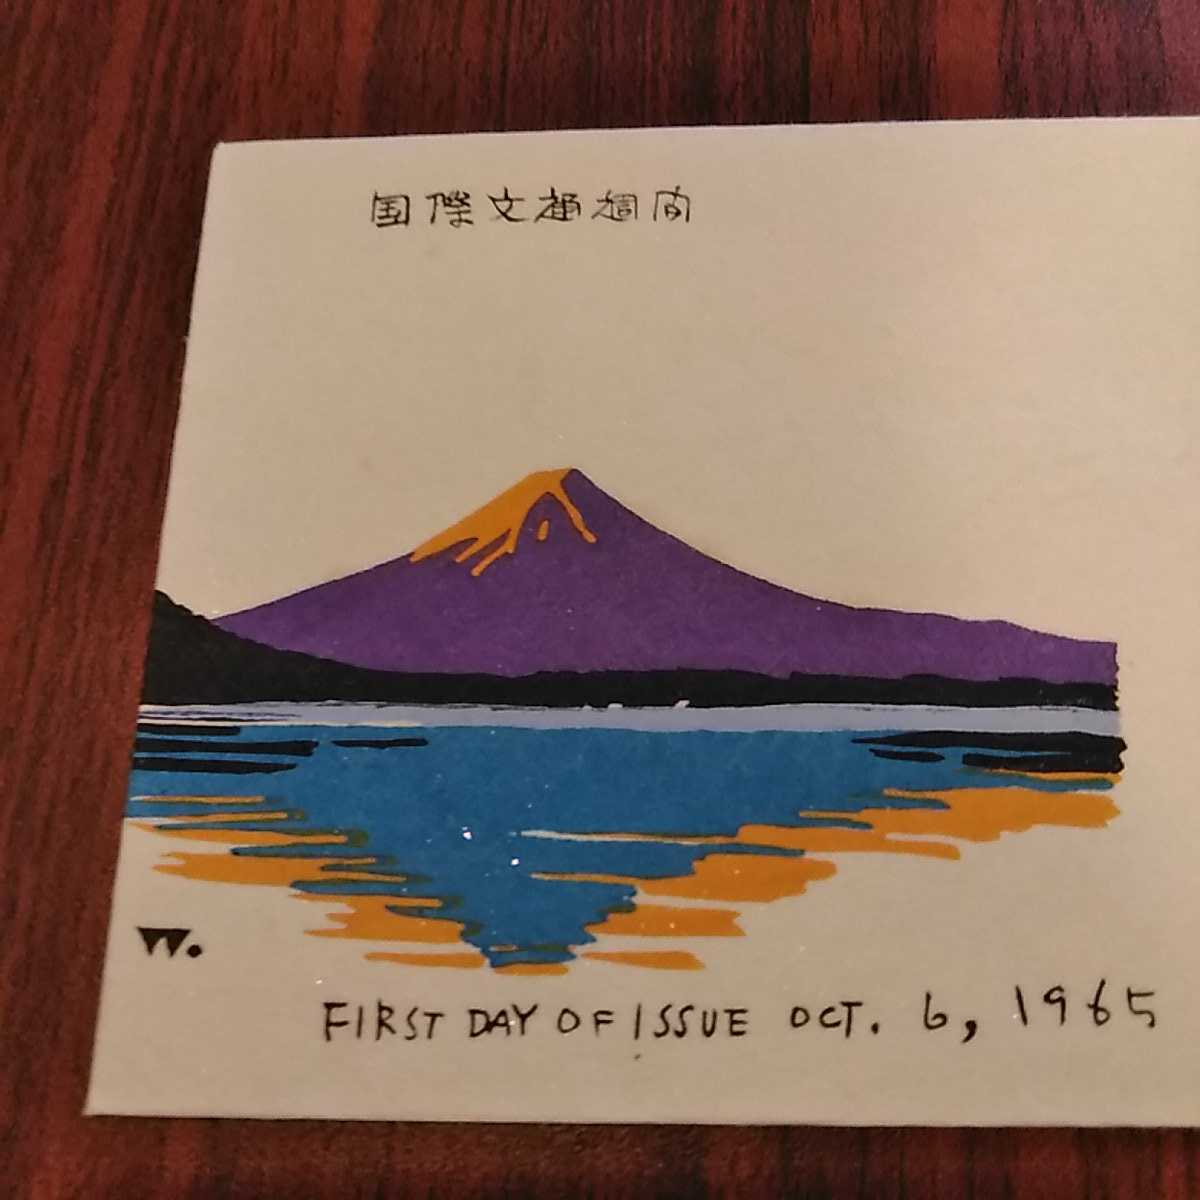 国際文通週間
W.
FIRST DAY OF ISSUE OCT. 6, 1965